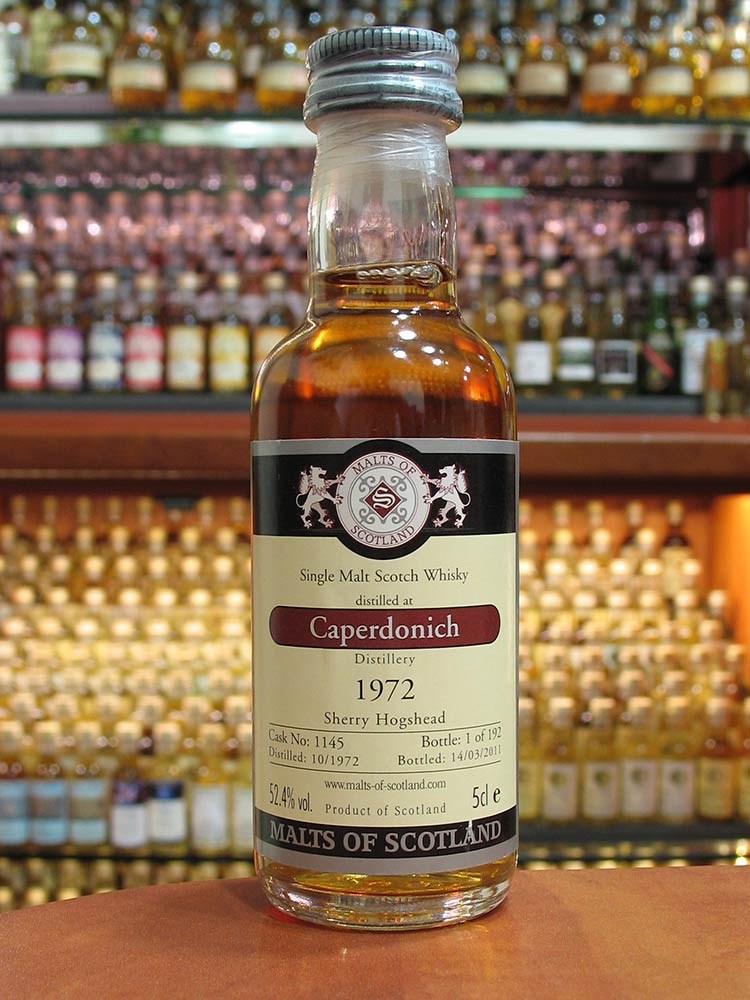 MALTS OF
S
SCOTLAND
Single Malt Scotch Whisky
distilled at
Caperdonich
Distillery
1972
Sherry Hogshead
Cask No: 1145 Bottle: 1 of 192
Distilled: 10/1972 Bottled: 14/03/2011
www.malts-of-scotland.com
52.4% vol. Product of Scotland 5cl e
MALTS OF SCOTLAND